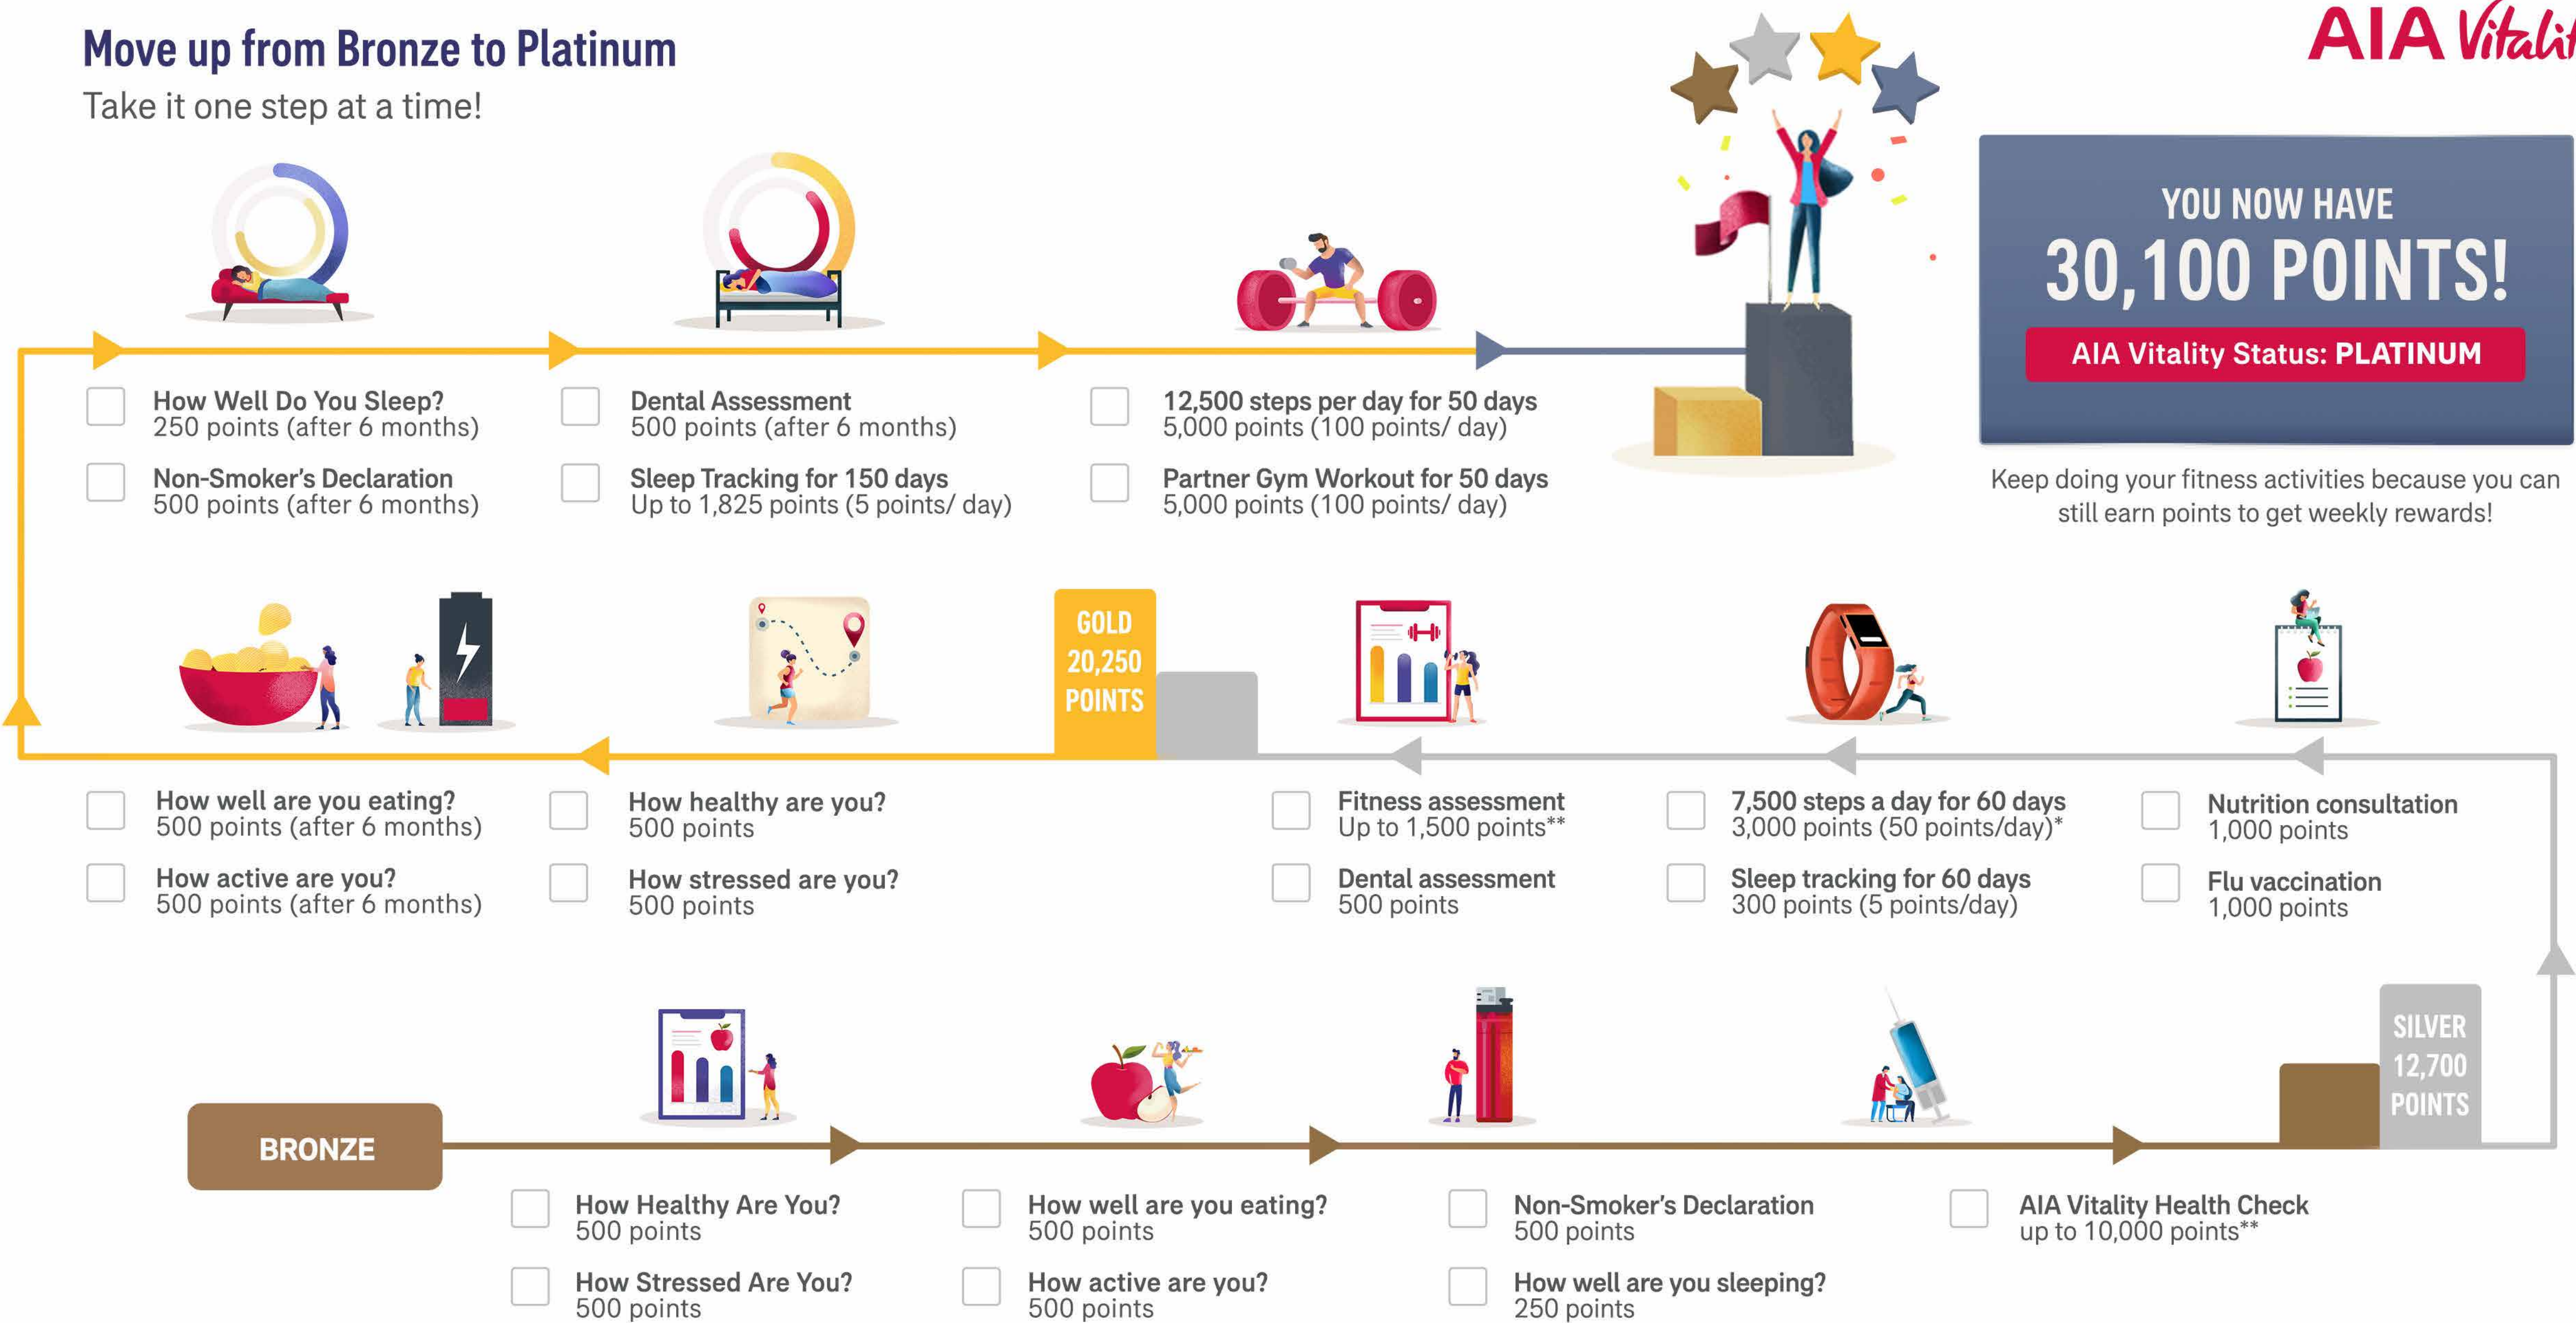 Move up from Bronze to Platinum
Take it one step at a time!
AIA Vitalit
YOU NOW HAVE
30,100 POINTS!
AIA Vitality Status: PLATINUM
Keep doing your fitness activities because you can
still earn points to get weekly rewards!
How Well Do You Sleep?
250 points (after 6 months)
Non-Smoker's Declaration
500 points (after 6 months)
Dental Assessment
500 points (after 6 months)
Sleep Tracking for 150 days
Up to 1,825 points (5 points/ day)
12,500 steps per day for 50 days
5,000 points (100 points/ day)
Partner Gym Workout for 50 days
5,000 points (100 points/ day)
GOLD
20,250
POINTS
How well are you eating?
500 points (after 6 months)
How active are you?
500 points (after 6 months)
How healthy are you?
500 points
How stressed are you?
500 points
Fitness assessment
Up to 1,500 points**
Dental assessment
500 points
7,500 steps a day for 60 days
3,000 points (50 points/day)*
Sleep tracking for 60 days
300 points (5 points/day)
Nutrition consultation
1,000 points
Flu vaccination
1,000 points
SILVER
12,700
POINTS
BRONZE
How Healthy Are You?
500 points
How Stressed Are You?
500 points
How well are you eating?
500 points
How active are you?
500 points
Non-Smoker's Declaration
500 points
How well are you sleeping?
250 points
AIA Vitality Health Check
up to 10,000 points**